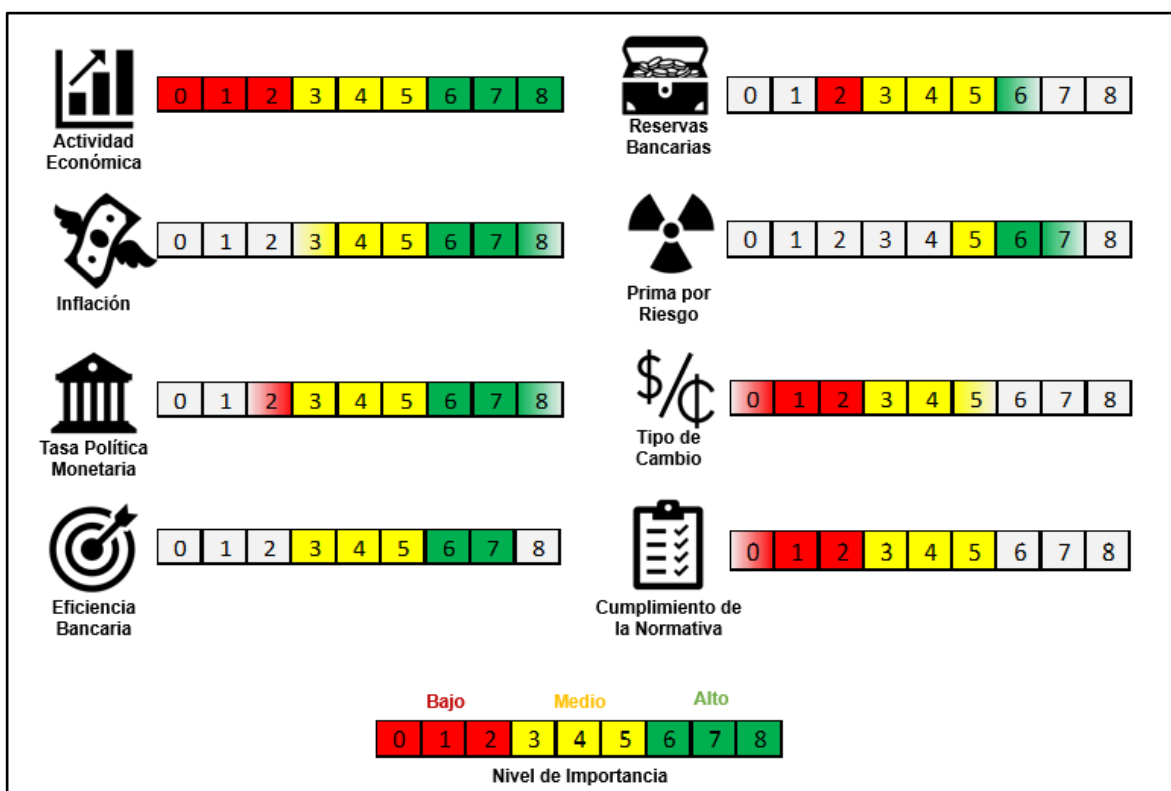 0 1 2 3 4 5 6 7 8
Actividad
Económica
0 1 2 3 4 5 6 7 8
Reservas
Bancarias
0 1 2 3 4 5 6 7 8
Inflación
0 1 2 3 4 5 6 7 8
Prima por
Riesgo
0 1 2 3 4 5 6 7 8
Tasa Política
Monetaria
$/₵
0 1 2 3 4 5 6 7 8
Tipo de
Cambio
0 1 2 3 4 5 6 7 8
Eficiencia
Bancaria
0 1 2 3 4 5 6 7 8
Cumplimiento de
la Normativa
Bajo Medio Alto
0 1 2 3 4 5 6 7 8
Nivel de Importancia